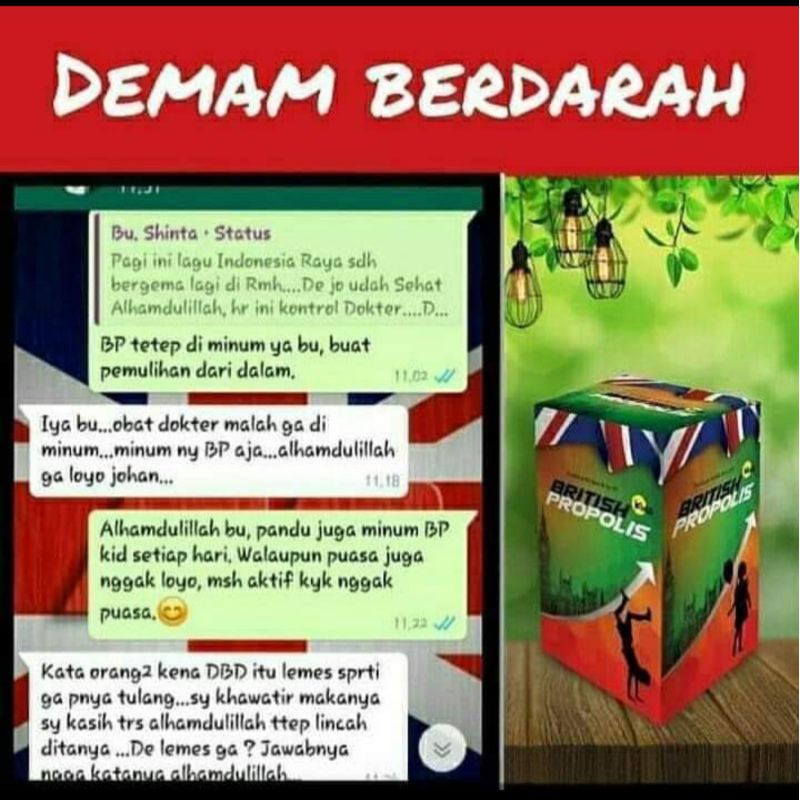 DEMAM BERDARAH
11,31
Bu. Shinta • Status
Pagi ini lagu Indonesia Raya sdh
bergema lagi di Rmh....De jo udah Sehat
Alhamdulillah, hr ini kontrol Dokter....D...
BP tetep di minum ya bu, buat
pemulihan dari dalam.
11,02
Iya bu...obat dokter malah ga di
minum...minum ny BP aja...alhamdulillah
ga loyo johan...
11,18
Alhamdulillah bu, pandu juga minum BP
kid setiap hari. Walaupun puasa juga
nggak loyo, msh aktif kyk nggak
puasa.😊
11,22
Kata orang2 kena DBD itu lemes sprti
ga pnya tulang...sy khawatir makanya
sy kasih trs alhamdulillah ttep lincah
ditanya ...De lemes ga ? Jawabnya
ngga katanya alhamdulillah...
BRITISH
PROPOLIS
BRITISH
PROPOLIS